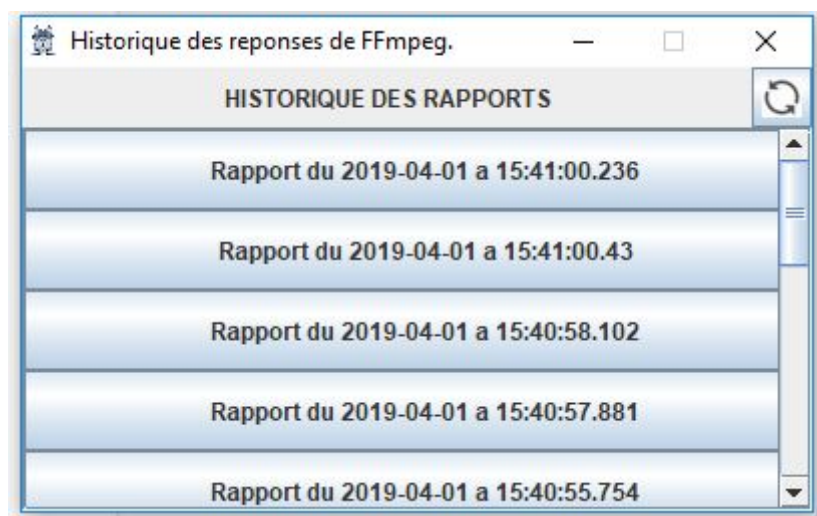 Historique des reponses de FFmpeg.
HISTORIQUE DES RAPPORTS
Rapport du 2019-04-01 a 15:41:00.236
Rapport du 2019-04-01 a 15:41:00.43
Rapport du 2019-04-01 a 15:40:58.102
Rapport du 2019-04-01 a 15:40:57.881
Rapport du 2019-04-01 a 15:40:55.754